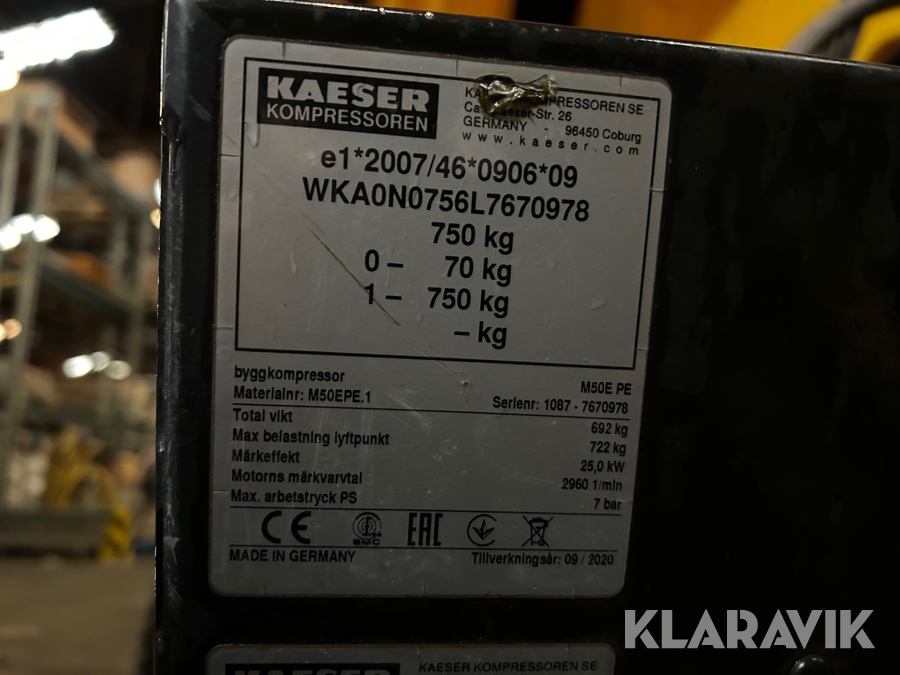 KAESER
KOMPRESSOREN
KOMPRESSOREN SE
26
GERMANY - 96450 Coburg
www.kaeser.com
e1*2007/46*0906*09
WKA0N0756L7670978
750 kg
0 – 70 kg
1 – 750 kg
– kg
byggkompressor M50E PE
Materialnr: M50EPE.1 Serienr: 1087 - 7670978
Total vikt 692 kg
Max belastning lyftpunkt 722 kg
Märkeffekt 25,0 kW
Motorns märkvarvtal 2960 1/min
Max. arbetstryck PS 7 bar
CE EAC
MADE IN GERMANY Tillverkningsår: 09 / 2020
KLARAVIK
KAESER KAESER KOMPRESSOREN SE